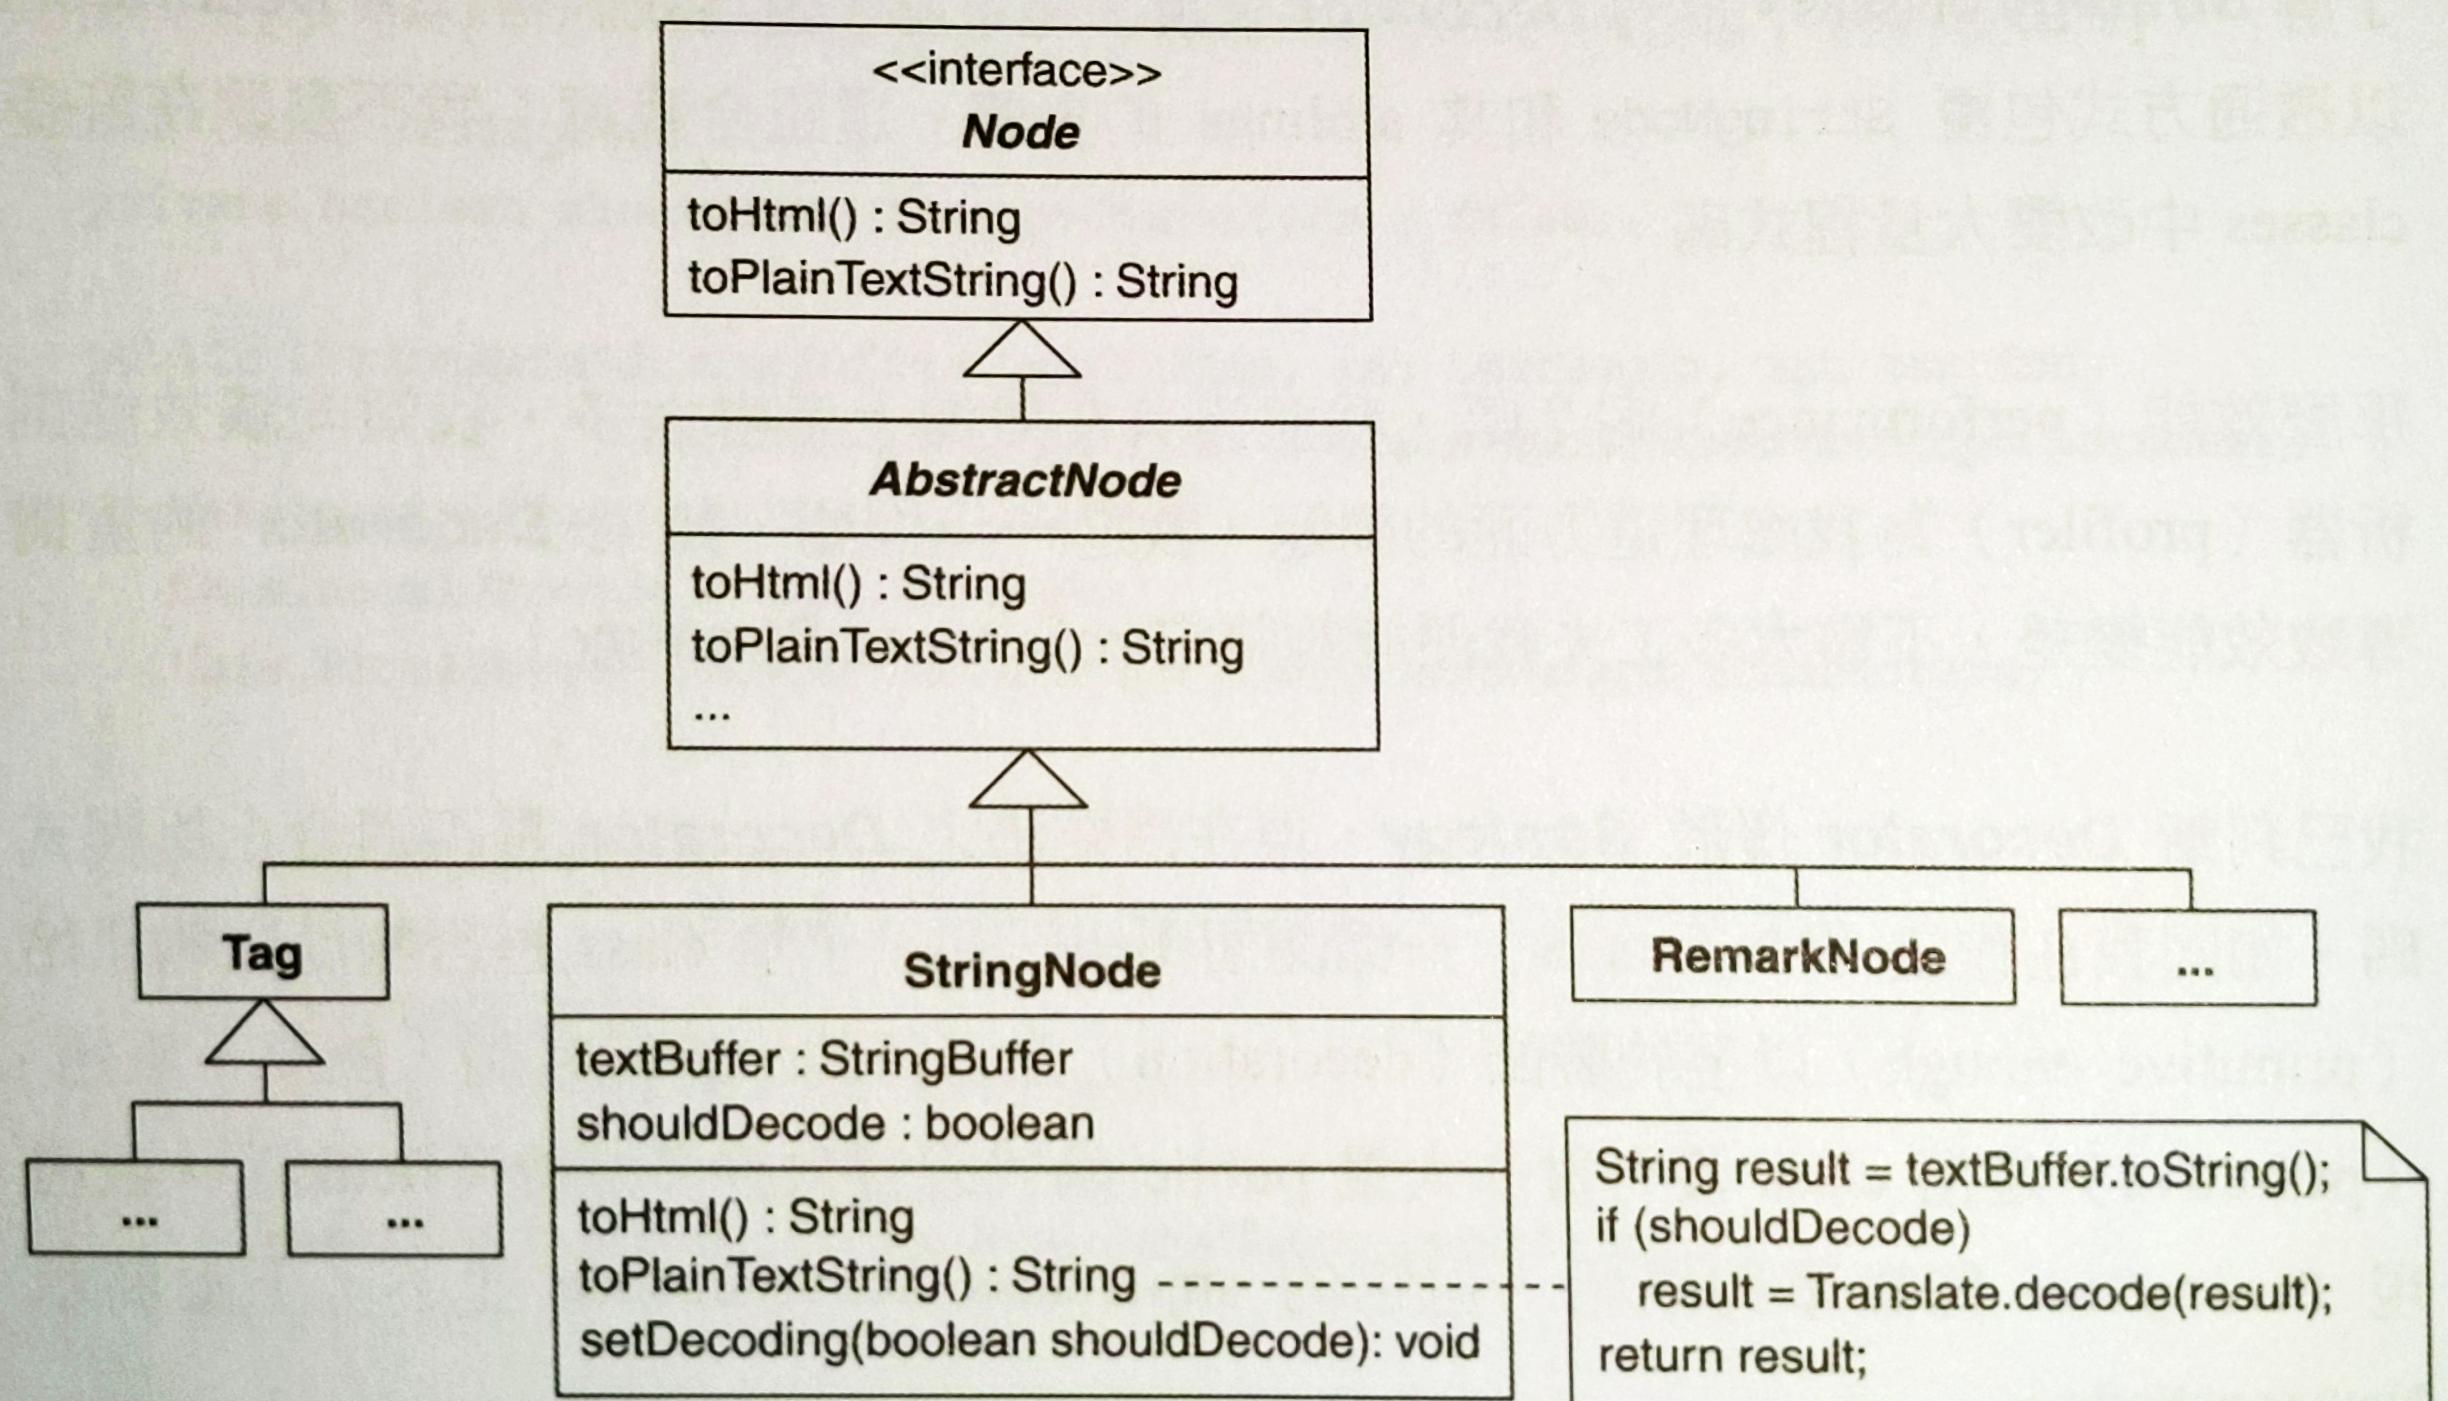 <<interface>>
Node
toHtml() : String
toPlainTextString() : String
AbstractNode
toHtml() : String
toPlainTextString() : String
...
Tag
...
...
StringNode
textBuffer : StringBuffer
shouldDecode : boolean
toHtml() : String
toPlainTextString() : String
setDecoding(boolean shouldDecode): void
RemarkNode
...
String result = textBuffer.toString();
if (shouldDecode)
result = Translate.decode(result);
return result;